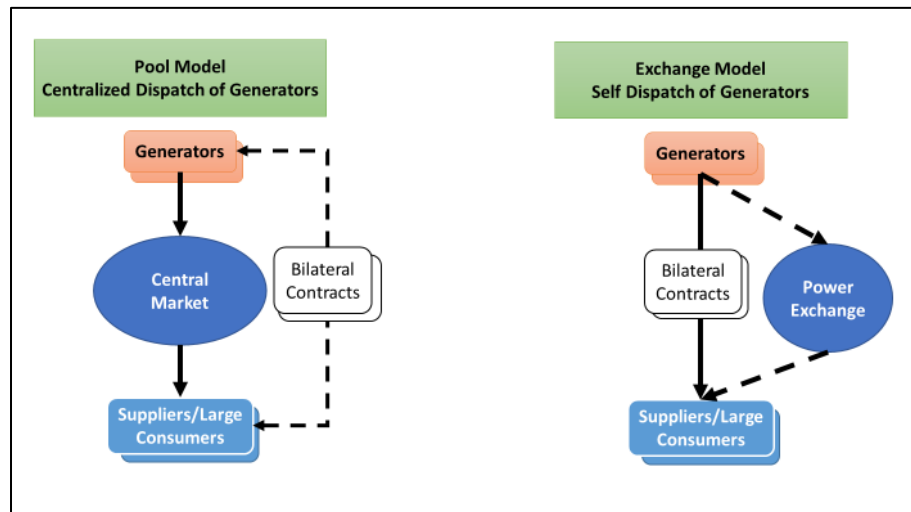 Pool Model
Centralized Dispatch of Generators
Generators
Central
Market
Bilateral
Contracts
Suppliers/Large
Consumers
Exchange Model
Self Dispatch of Generators
Generators
Bilateral
Contracts
Power
Exchange
Suppliers/Large
Consumers